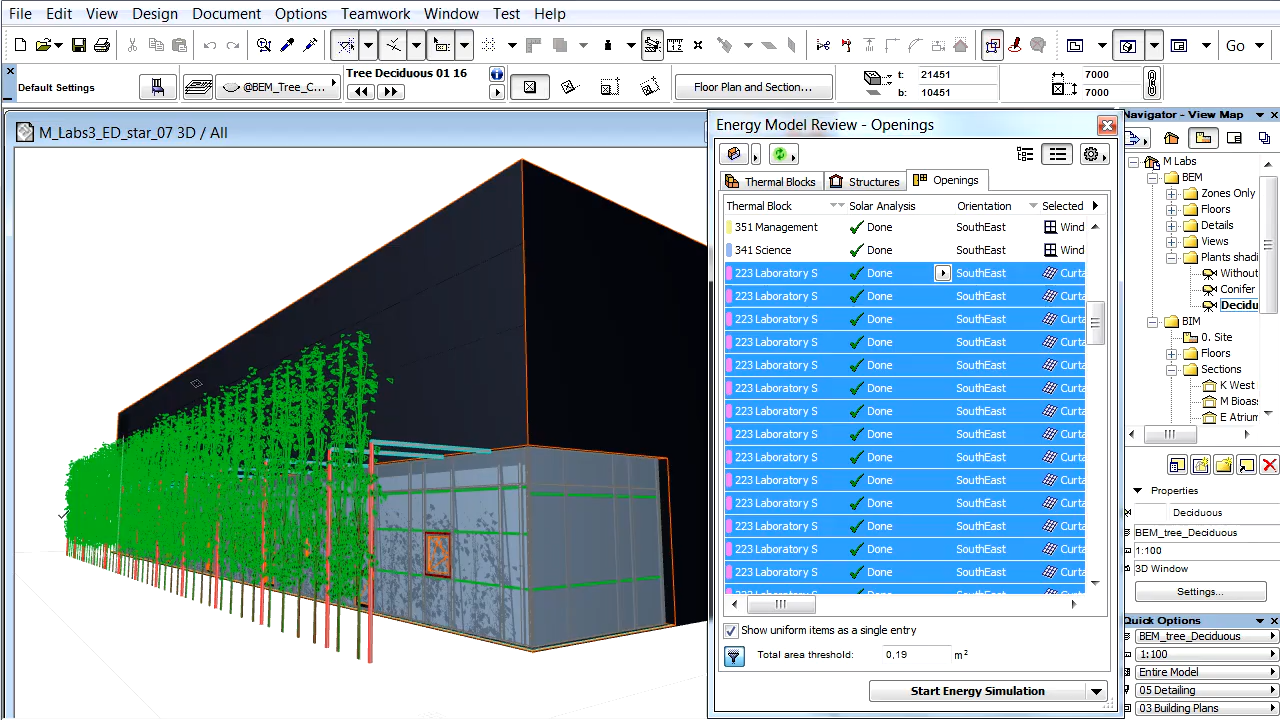 File Edit View Design Document Options Teamwork Window Test Help
Go
Default Settings
@BEM_Tree_C...
Tree Deciduous 01 16
Floor Plan and Section...
t: 21451
b: 10451
7000
7000
M_Labs3_ED_star_07 3D / All
Energy Model Review - Openings
Thermal Blocks Structures Openings
Thermal Block Solar Analysis Orientation Selected
351 Management Done SouthEast Wind
341 Science Done SouthEast Wind
223 Laboratory S Done SouthEast Curta
223 Laboratory S Done SouthEast Curta
223 Laboratory S Done SouthEast Curta
223 Laboratory S Done SouthEast Curta
223 Laboratory S Done SouthEast Curta
223 Laboratory S Done SouthEast Curta
223 Laboratory S Done SouthEast Curta
223 Laboratory S Done SouthEast Curta
223 Laboratory S Done SouthEast Curta
223 Laboratory S Done SouthEast Curta
223 Laboratory S Done SouthEast Curta
223 Laboratory S Done SouthEast Curta
223 Laboratory S Done SouthEast Curta
223 Laboratory S Done SouthEast Curta
Show uniform items as a single entry
Total area threshold: 0,19 m²
Start Energy Simulation
Navigator - View Map
M Labs
BEM
Zones Only
Floors
Details
Views
Plants shadi
Without
Conifer
Decidu
BIM
0. Site
Floors
Sections
K West
M Bioass
E Atrium
Properties
Deciduous
BEM_tree_Deciduous
1:100
3D Window
Settings...
Quick Options
BEM_tree_Deciduous
1:100
Entire Model
05 Detailing
03 Building Plans